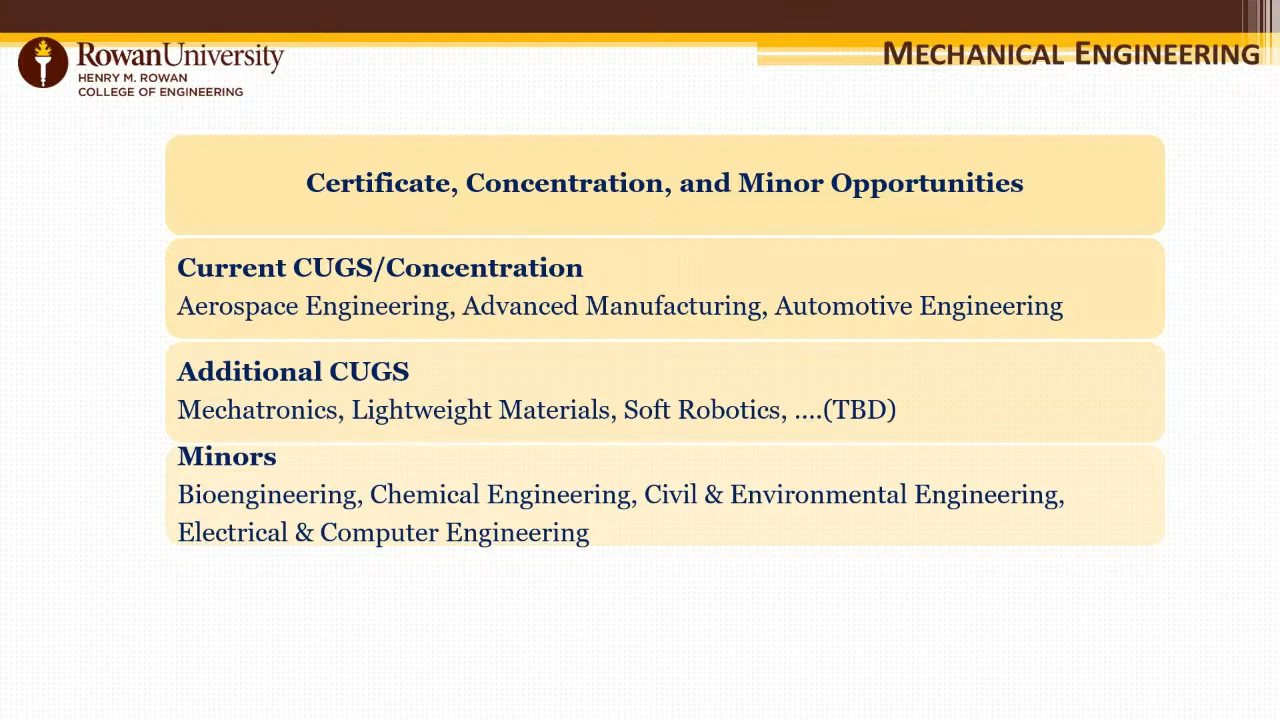 RowanUniversity
HENRY M. ROWAN
COLLEGE OF ENGINEERING
MECHANICAL ENGINEERING
Certificate, Concentration, and Minor Opportunities
Current CUGS/Concentration
Aerospace Engineering, Advanced Manufacturing, Automotive Engineering
Additional CUGS
Mechatronics, Lightweight Materials, Soft Robotics, ....(TBD)
Minors
Bioengineering, Chemical Engineering, Civil & Environmental Engineering,
Electrical & Computer Engineering